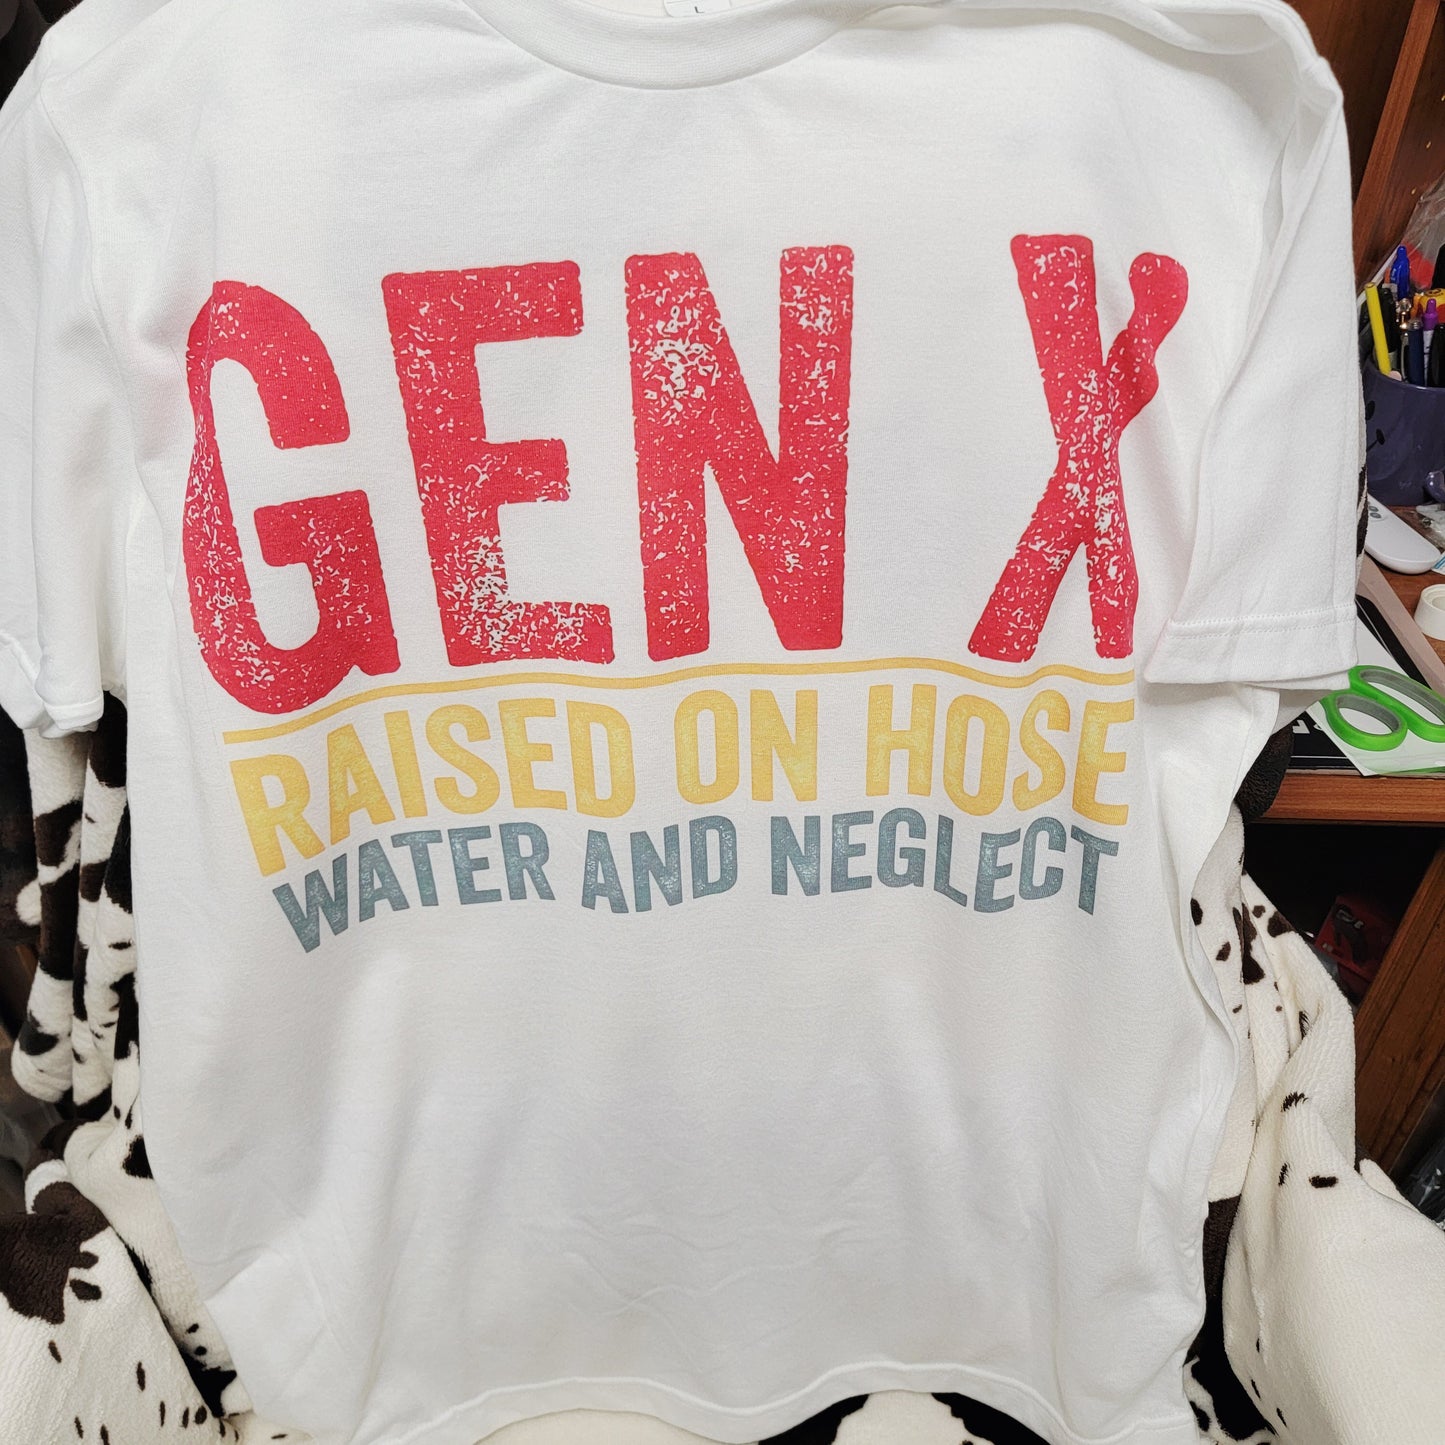 L
GEN X
RAISED ON HOSE
WATER AND NEGLECT